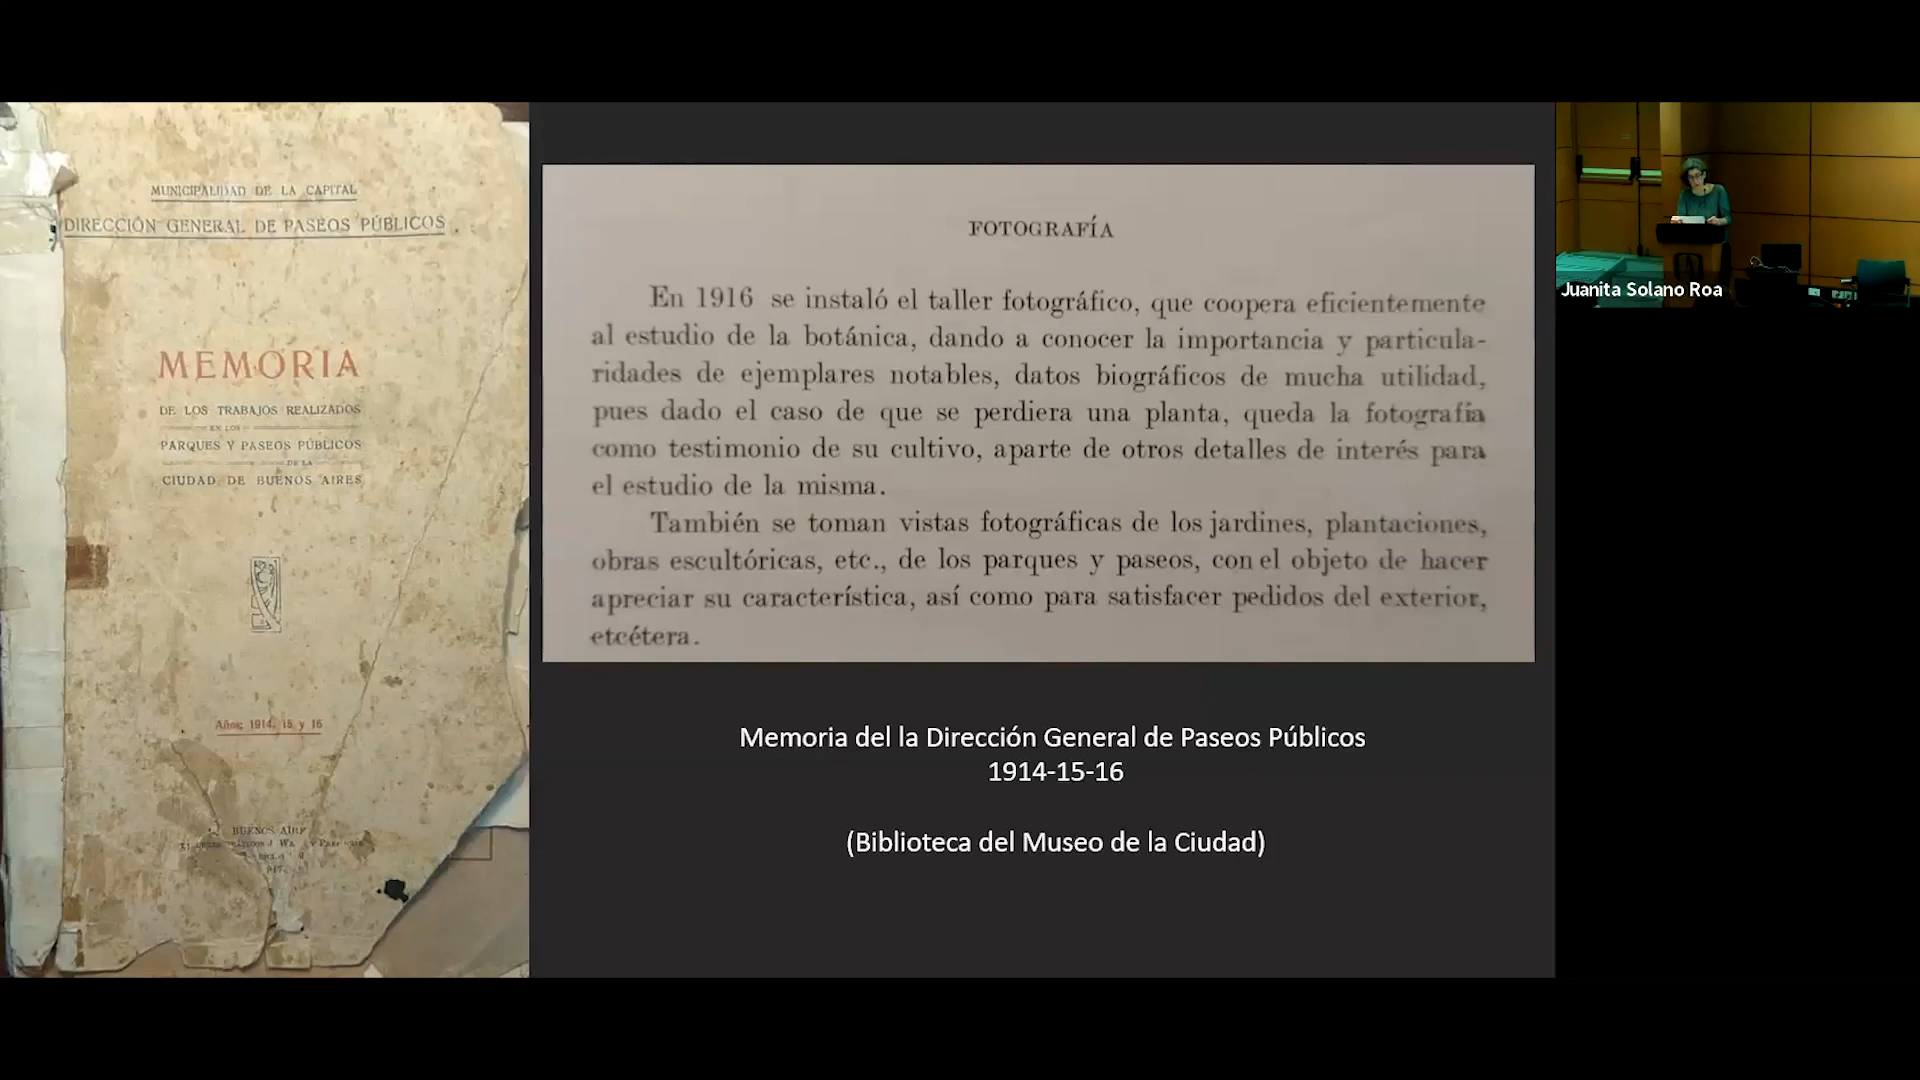 MUNICIPALIDAD DE LA CAPITAL
DIRECCIÓN GENERAL DE PASEOS PÚBLICOS
MEMORIA
DE LOS TRABAJOS REALIZADOS
EN LOS
PARQUES Y PASEOS PÚBLICOS
DE LA
CIUDAD DE BUENOS AIRES
Años: 1914, 15 y 16
BUENOS AIRE
FOTOGRAFÍA
En 1916 se instaló el taller fotográfico, que coopera eficientemente
al estudio de la botánica, dando a conocer la importancia y particula-
ridades de ejemplares notables, datos biográficos de mucha utilidad,
pues dado el caso de que se perdiera una planta, queda la fotografía
como testimonio de su cultivo, aparte de otros detalles de interés para
el estudio de la misma.
También se toman vistas fotográficas de los jardines, plantaciones,
obras escultóricas, etc., de los parques y paseos, con el objeto de hacer
apreciar su característica, así como para satisfacer pedidos del exterior,
etcétera.
Memoria del la Dirección General de Paseos Públicos
1914-15-16
(Biblioteca del Museo de la Ciudad)
Juanita Solano Roa